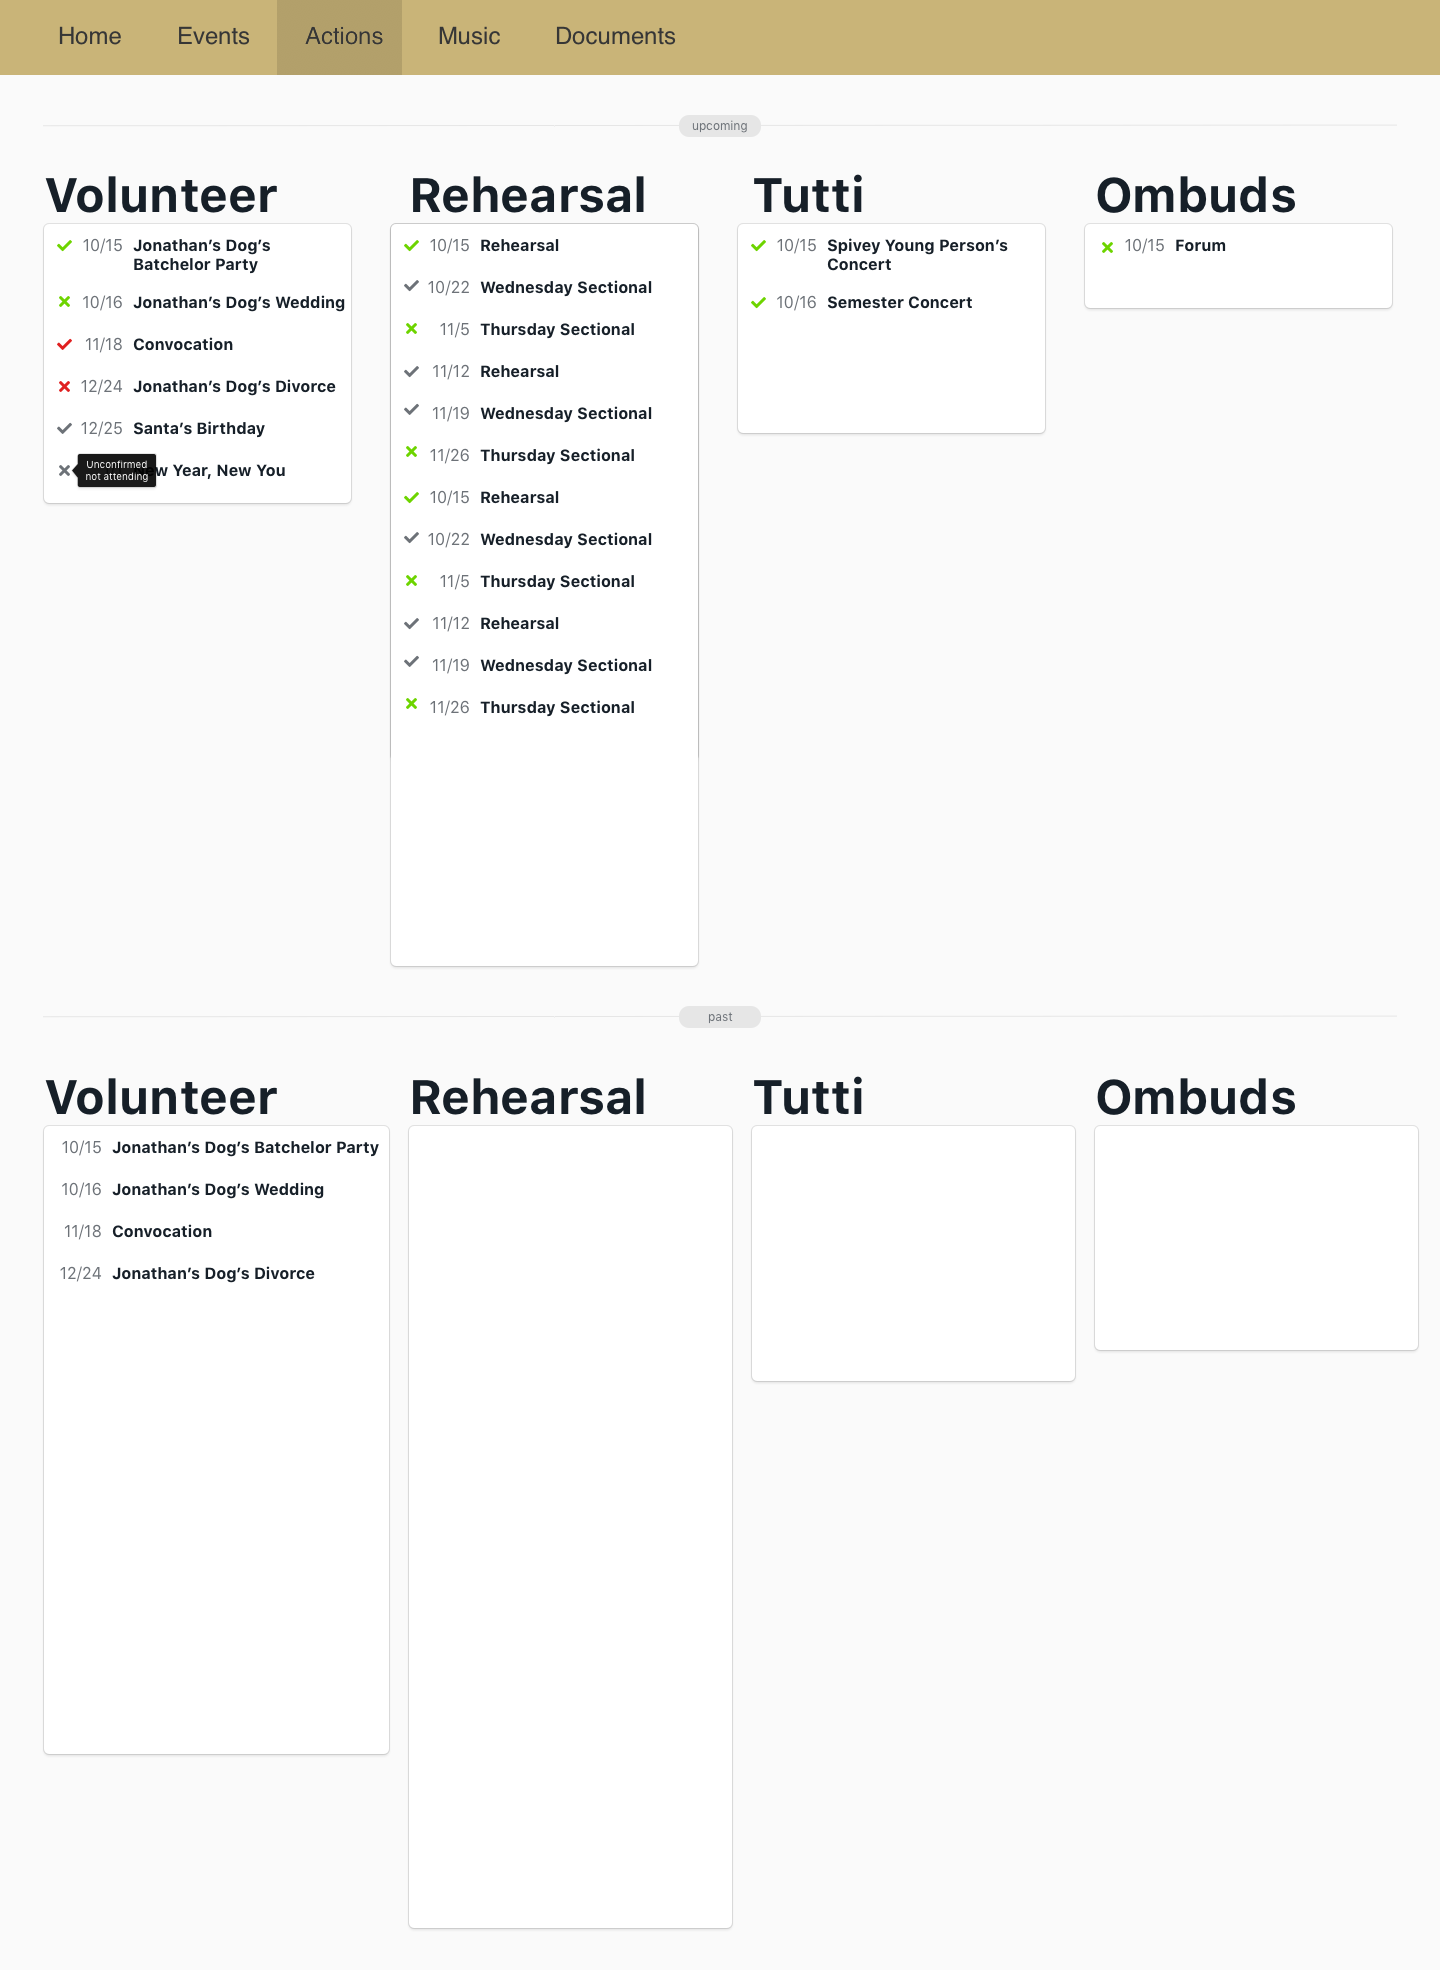 Home Events Actions Music Documents
upcoming
Volunteer
10/15 Jonathan’s Dog’s
Batchelor Party
10/16 Jonathan’s Dog’s Wedding
11/18 Convocation
12/24 Jonathan’s Dog’s Divorce
12/25 Santa’s Birthday
Unconfirmed
not attending
Year, New You
Rehearsal
10/15 Rehearsal
10/22 Wednesday Sectional
11/5 Thursday Sectional
11/12 Rehearsal
11/19 Wednesday Sectional
11/26 Thursday Sectional
10/15 Rehearsal
10/22 Wednesday Sectional
11/5 Thursday Sectional
11/12 Rehearsal
11/19 Wednesday Sectional
11/26 Thursday Sectional
Tutti
10/15 Spivey Young Person’s
Concert
10/16 Semester Concert
Ombuds
10/15 Forum
past
Volunteer
10/15 Jonathan’s Dog’s Batchelor Party
10/16 Jonathan’s Dog’s Wedding
11/18 Convocation
12/24 Jonathan’s Dog’s Divorce
Rehearsal
Tutti
Ombuds